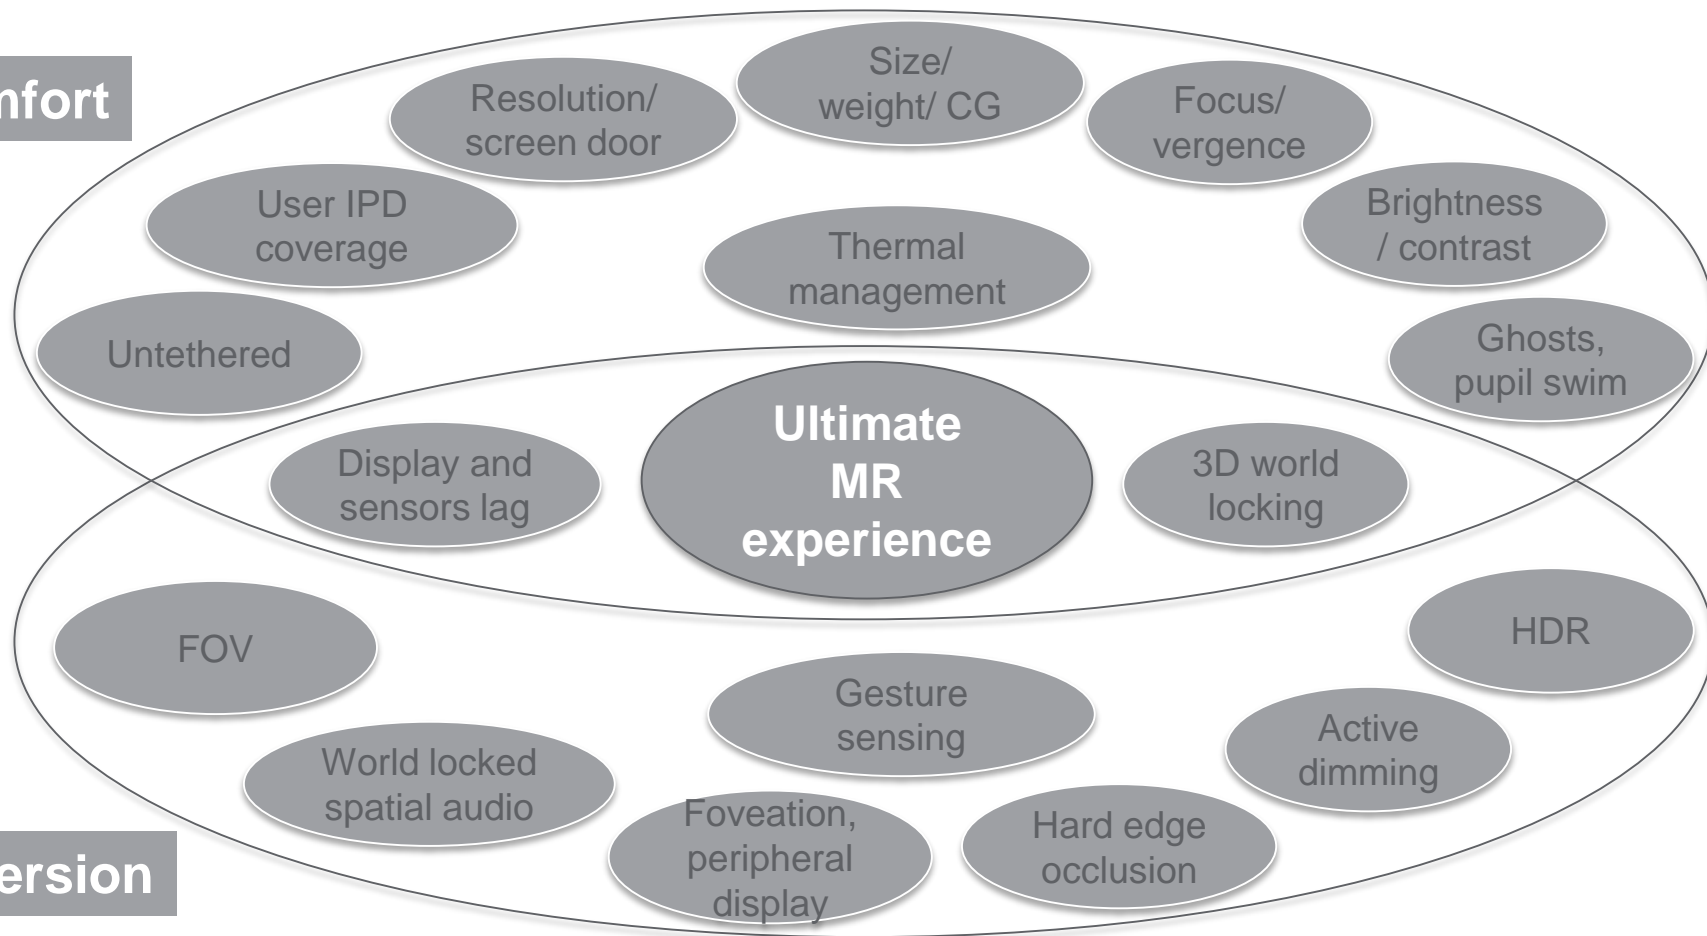 mfort
Size/
weight/ CG
Resolution/
screen door
Focus/
vergence
User IPD
coverage
Brightness
/ contrast
Thermal
management
Untethered
Ghosts,
pupil swim
Ultimate
MR
experience
Display and
sensors lag
3D world
locking
FOV
HDR
Gesture
sensing
Active
dimming
World locked
spatial audio
Foveation,
peripheral
display
Hard edge
occlusion
ersion